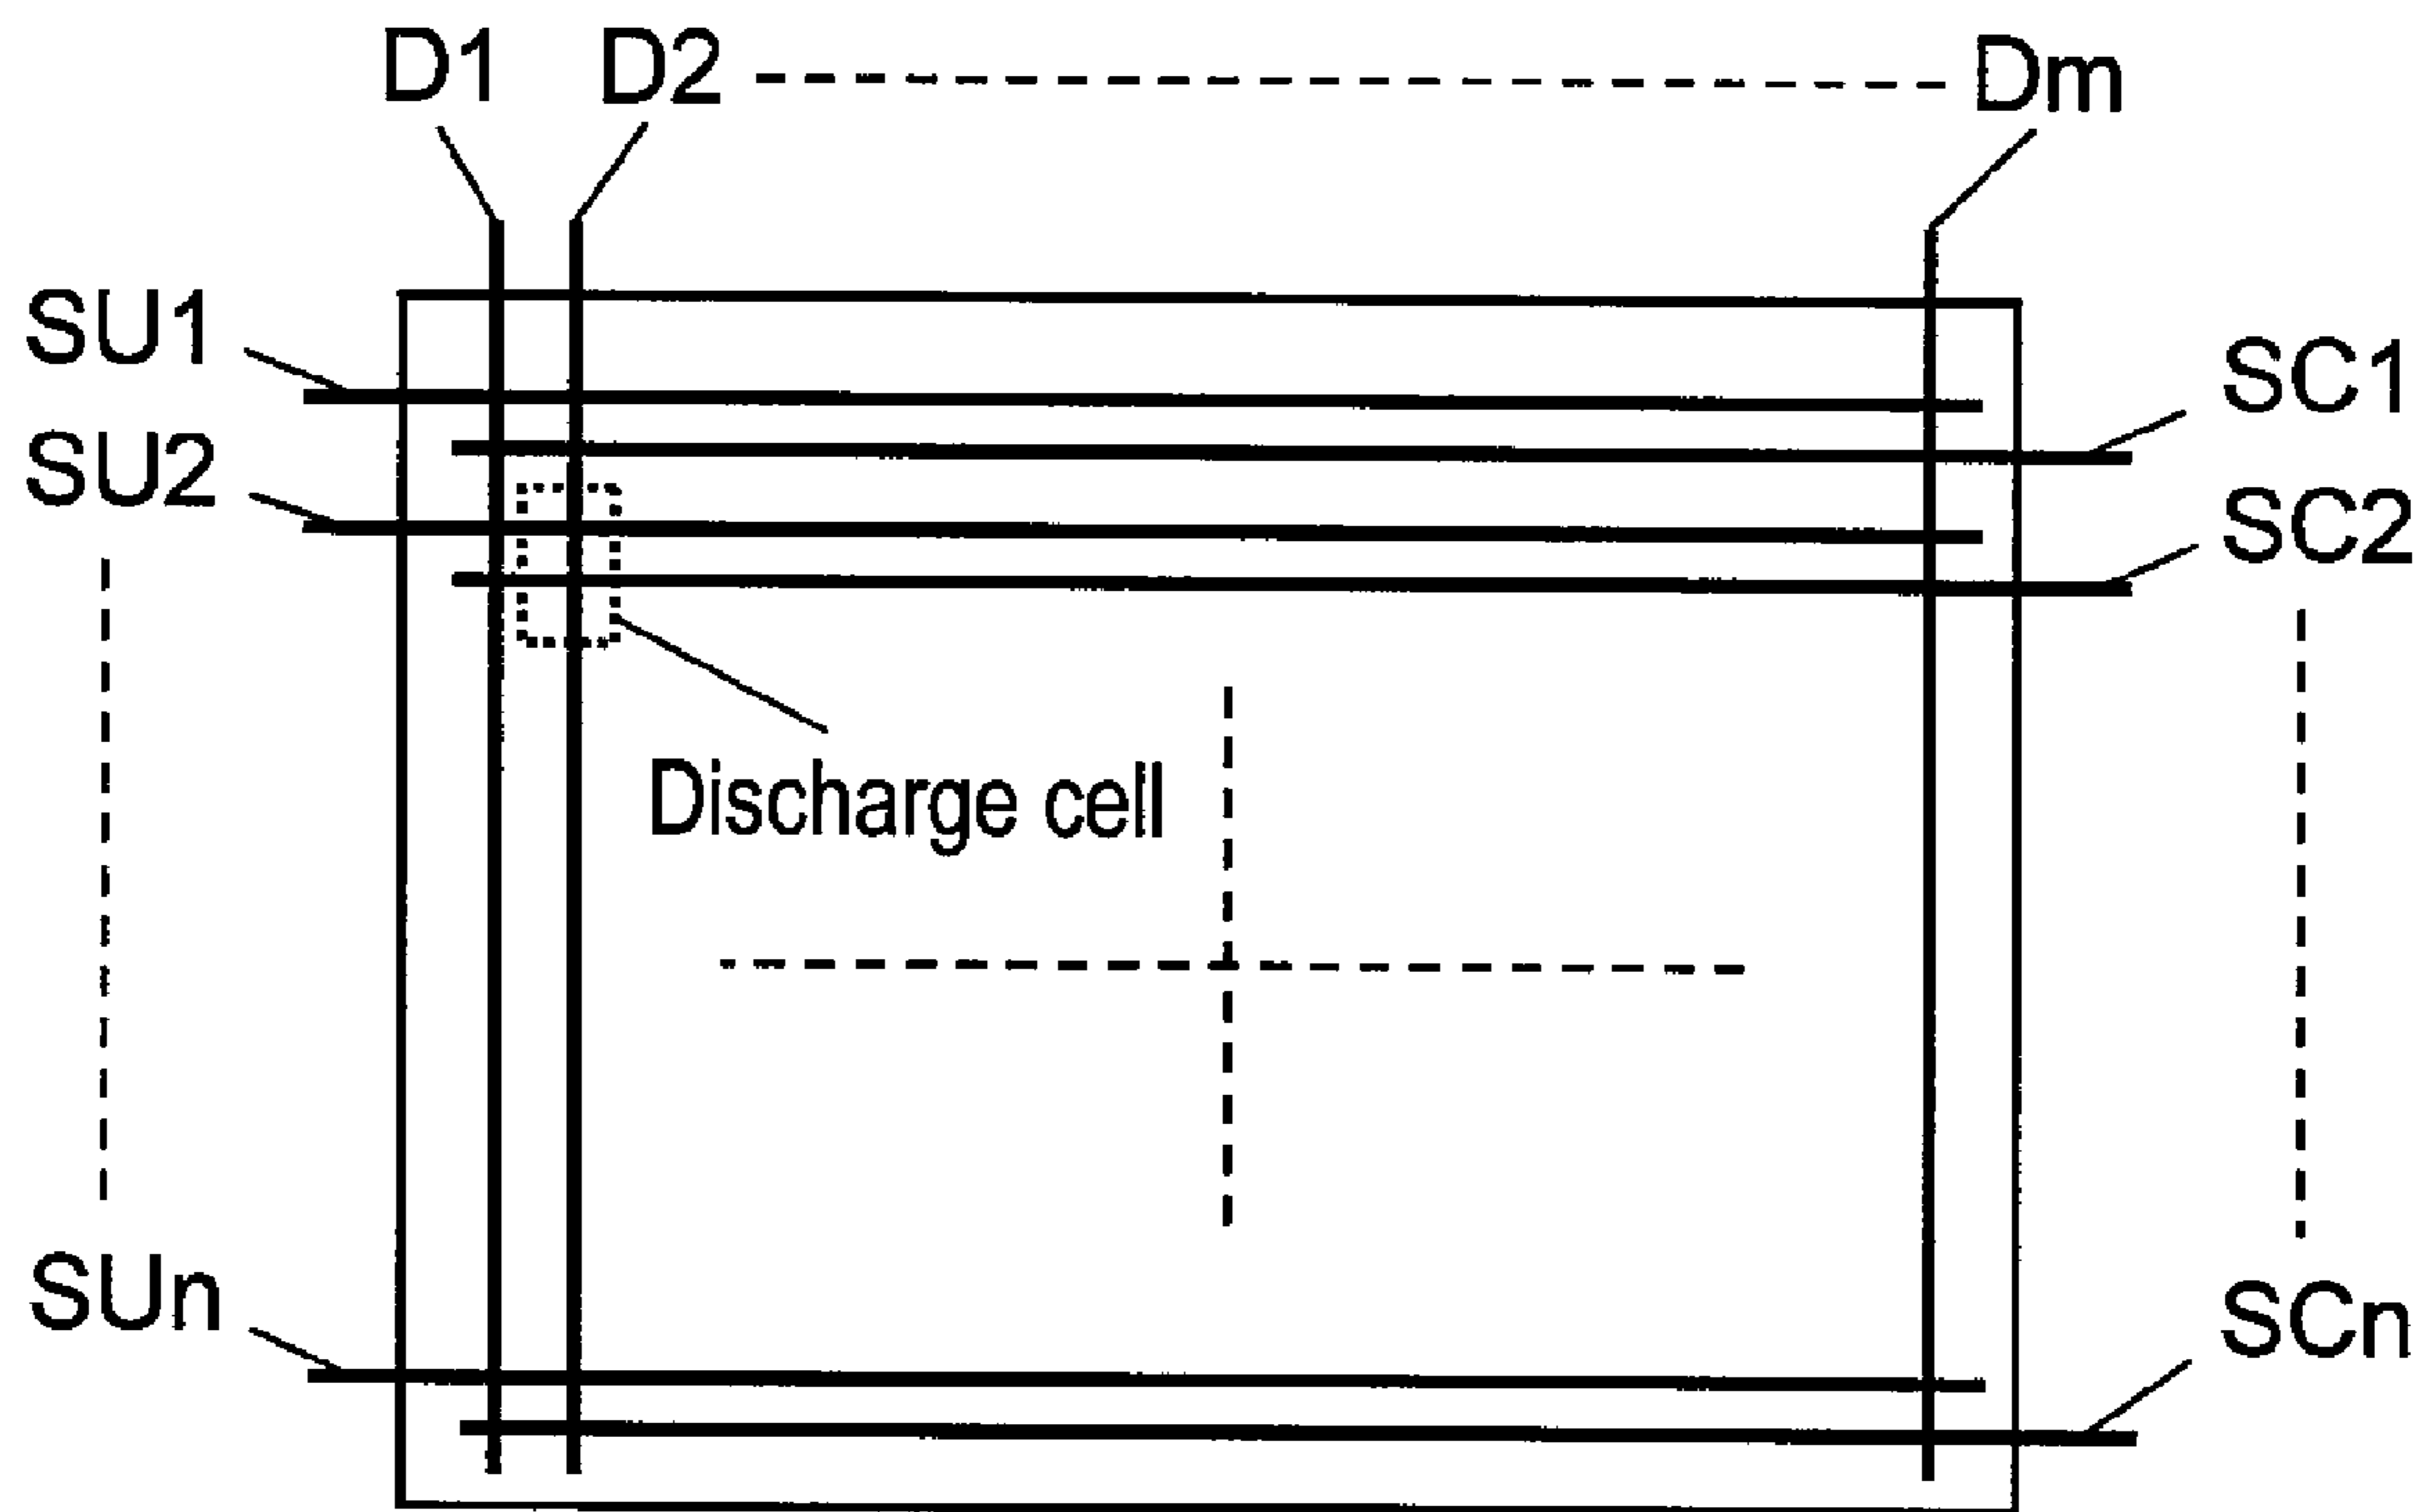 D1 D2 Dm
SU1
SC1
SU2
SC2
Discharge cell
SUn
SCn